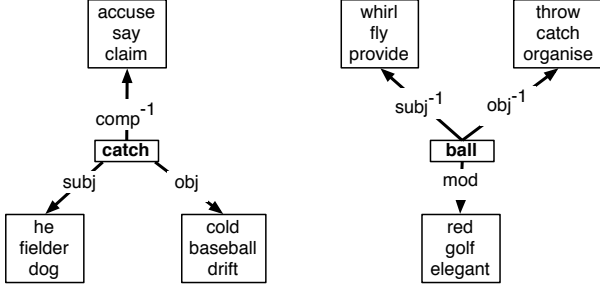 accuse
say
claim
comp-1
catch
subj
obj
he
fielder
dog
cold
baseball
drift
whirl
fly
provide
throw
catch
organise
subj-1
obj-1
ball
mod
red
golf
elegant